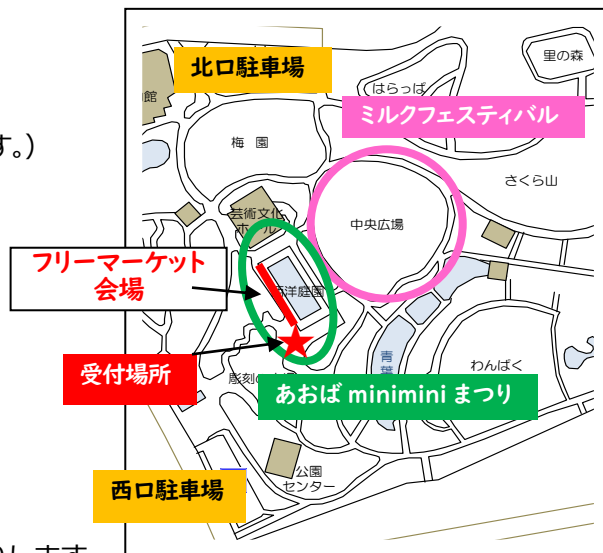 北口駐車場
里の森
はらっぱ
館
ミルクフェスティバル
す。)
梅園
さくら山
芸術文化
ホール
中央広場
フリーマーケット
会場
洋庭園
受付場所
青
葉
わんぱく
彫刻の
あおば minimini まつり
西口駐車場
公園
センター
します